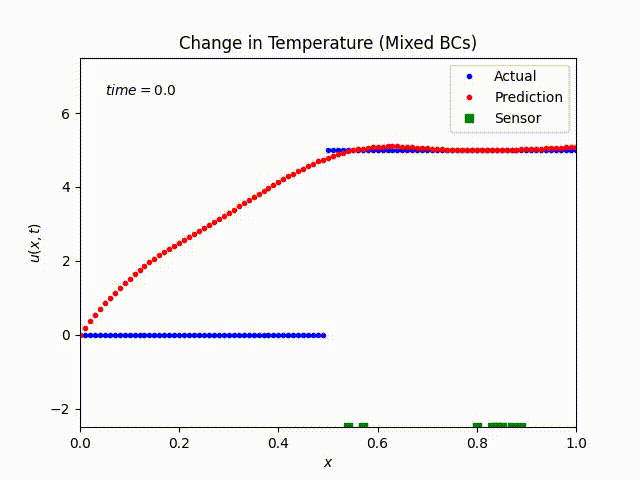 Change in Temperature (Mixed BCs)
time = 0.0
Actual
Prediction
Sensor
6
4
2
0
−2
u(x, t)
0.0 0.2 0.4 0.6 0.8 1.0
x